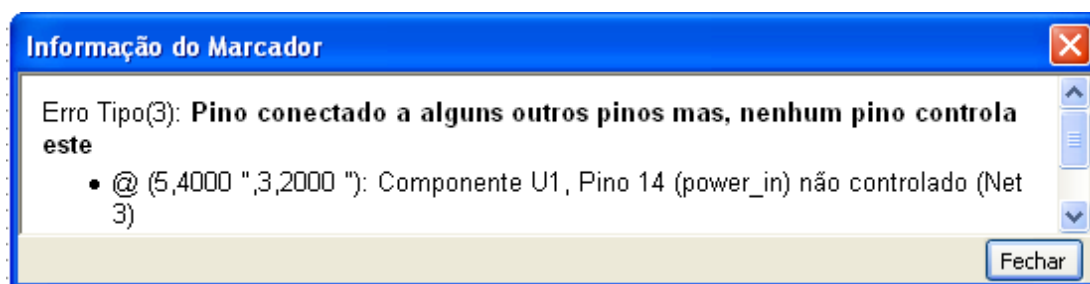 Informação do Marcador
Erro Tipo(3): Pino conectado a alguns outros pinos mas, nenhum pino controla
este
• @ (5,4000 ",3,2000 "): Componente U1, Pino 14 (power_in) não controlado (Net
3)
Fechar